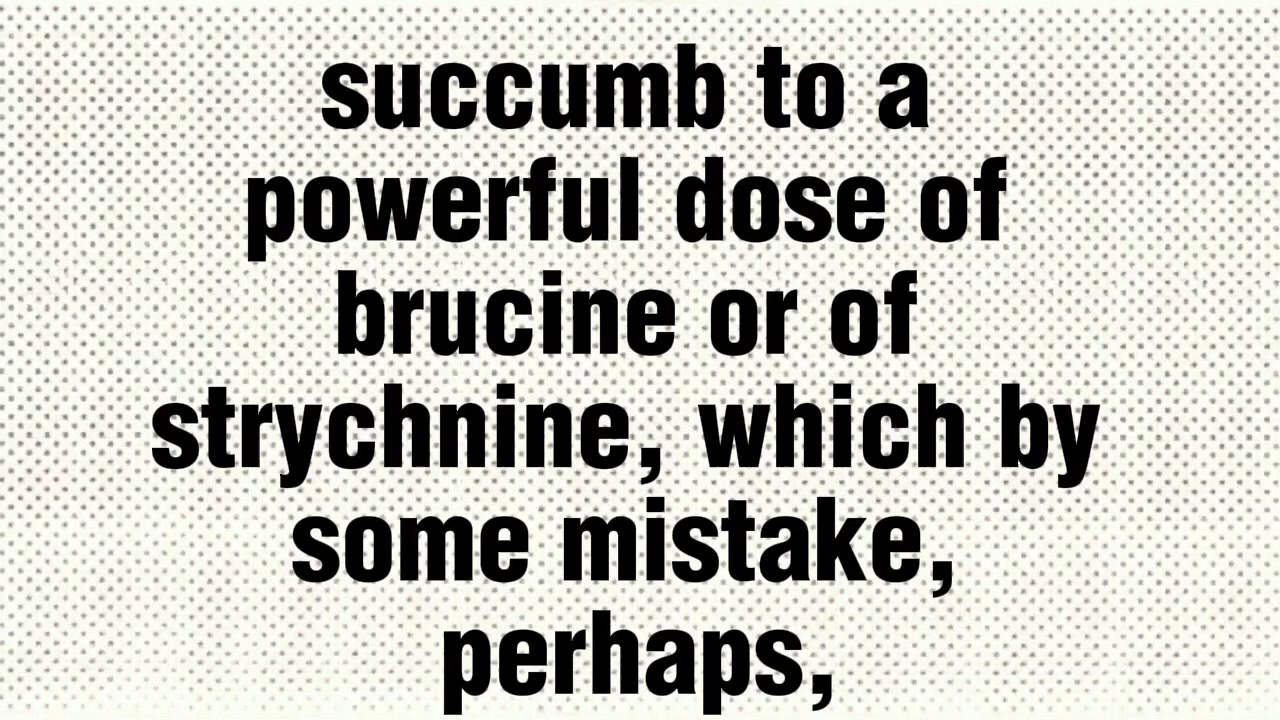 succumb to a
powerful dose of
brucine or of
strychnine, which by
some mistake,
perhaps,